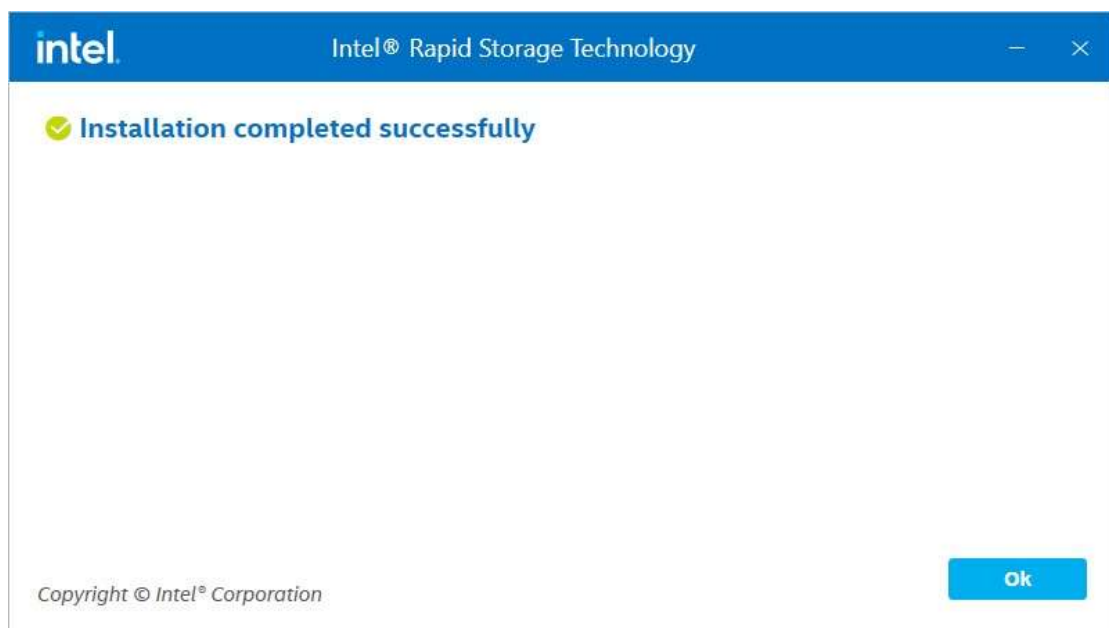 intel.
Intel® Rapid Storage Technology
Installation completed successfully
Copyright © Intel® Corporation
Ok